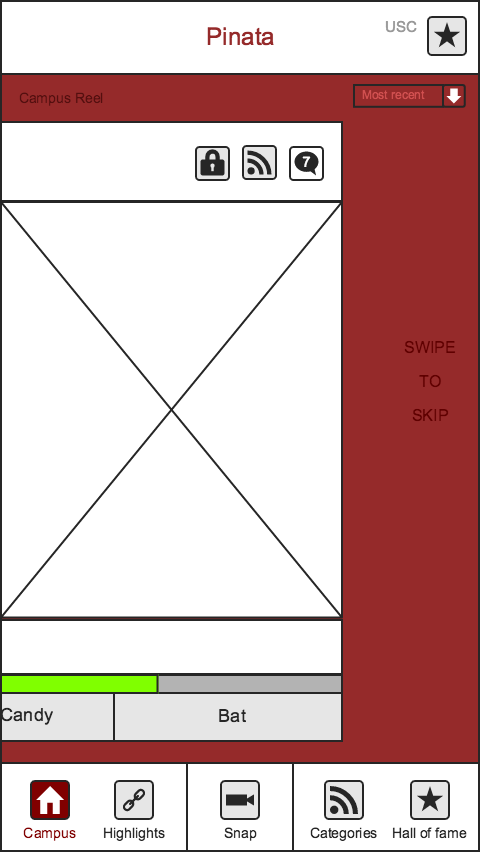 Pinata
USC
Campus Reel
Most recent
7
SWIPE
TO
SKIP
Candy
Bat
Campus
Highlights
Snap
Categories
Hall of fame